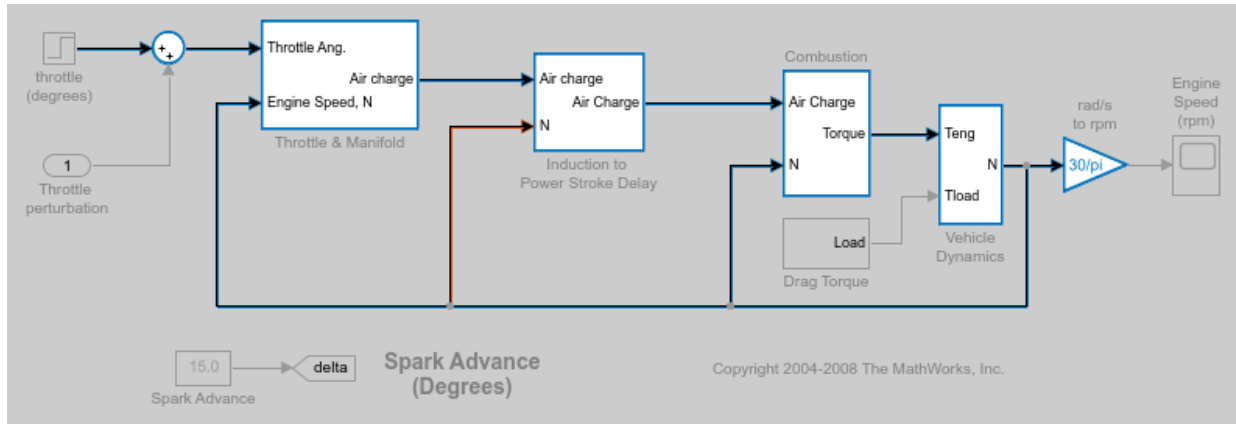 throttle
(degrees)
+
+
Throttle Ang.
Air charge
Engine Speed, N
Throttle & Manifold
1
Throttle
perturbation
Air charge
Air Charge
N
Induction to
Power Stroke Delay
Combustion
Air Charge
Torque
N
Load
Drag Torque
Teng
N
Tload
Vehicle
Dynamics
rad/s
to rpm
30/pi
Engine
Speed
(rpm)
15.0
Spark Advance
delta
Spark Advance
(Degrees)
Copyright 2004-2008 The MathWorks, Inc.